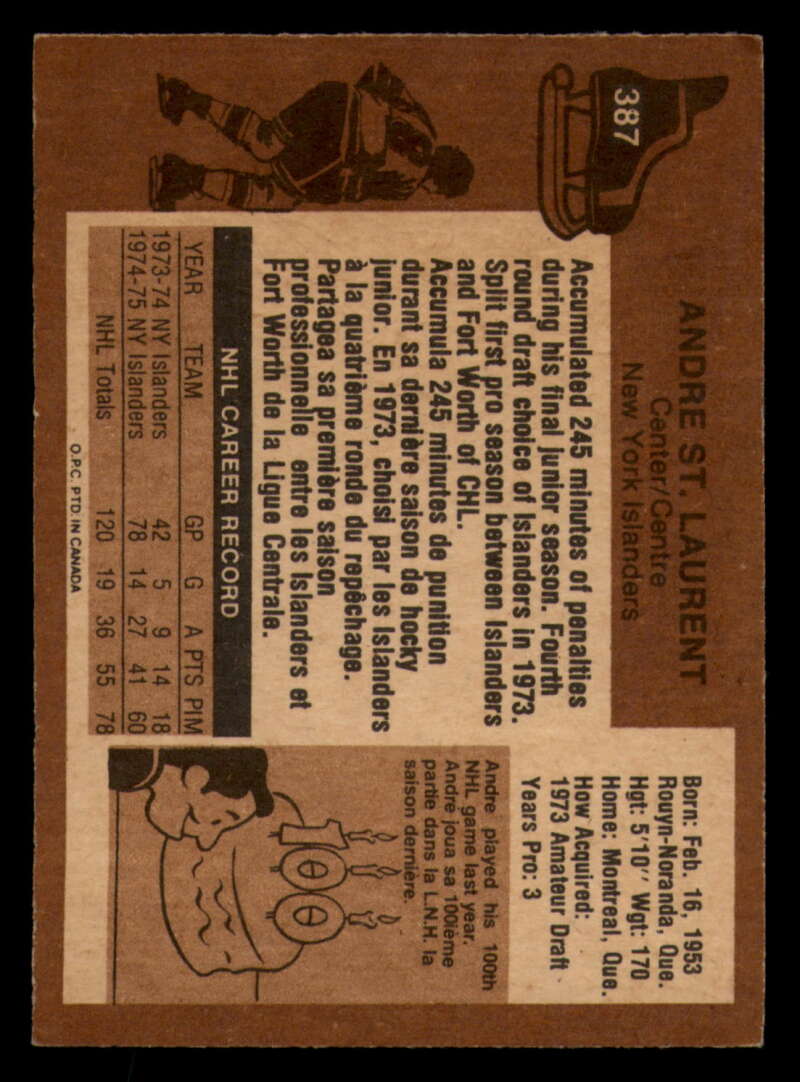 387
ANDRE ST. LAURENT
Center/Centre
New York Islanders
Born: Feb. 16, 1953
Rouyn-Noranda, Que.
Hgt: 5'10'' Wgt: 170
Home: Montreal, Que.
How Acquired:
1973 Amateur Draft
Years Pro: 3
Accumulated 245 minutes of penalties
during his final junior season. Fourth
round draft choice of Islanders in 1973.
Split first pro season between Islanders
and Fort Worth of CHL.
Accumula 245 minutes de punition
durant sa dernière saison de hocky
junior. En 1973, choisi par les Islanders
à la quatrième ronde du repêchage.
Partagea sa première saison
professionnelle entre les Islanders et
Fort Worth de la Ligue Centrale.
Andre played his 100th
NHL game last year.
André joua sa 100ième
partie dans la L.N.H. la
saison dernière.
100
NHL CAREER RECORD
YEAR TEAM GP G A PTS PIM
1973-74 NY Islanders 42 5 9 14 18
1974-75 NY Islanders 78 14 27 41 60
NHL Totals 120 19 36 55 78
O.P.C. PTD. IN CANADA